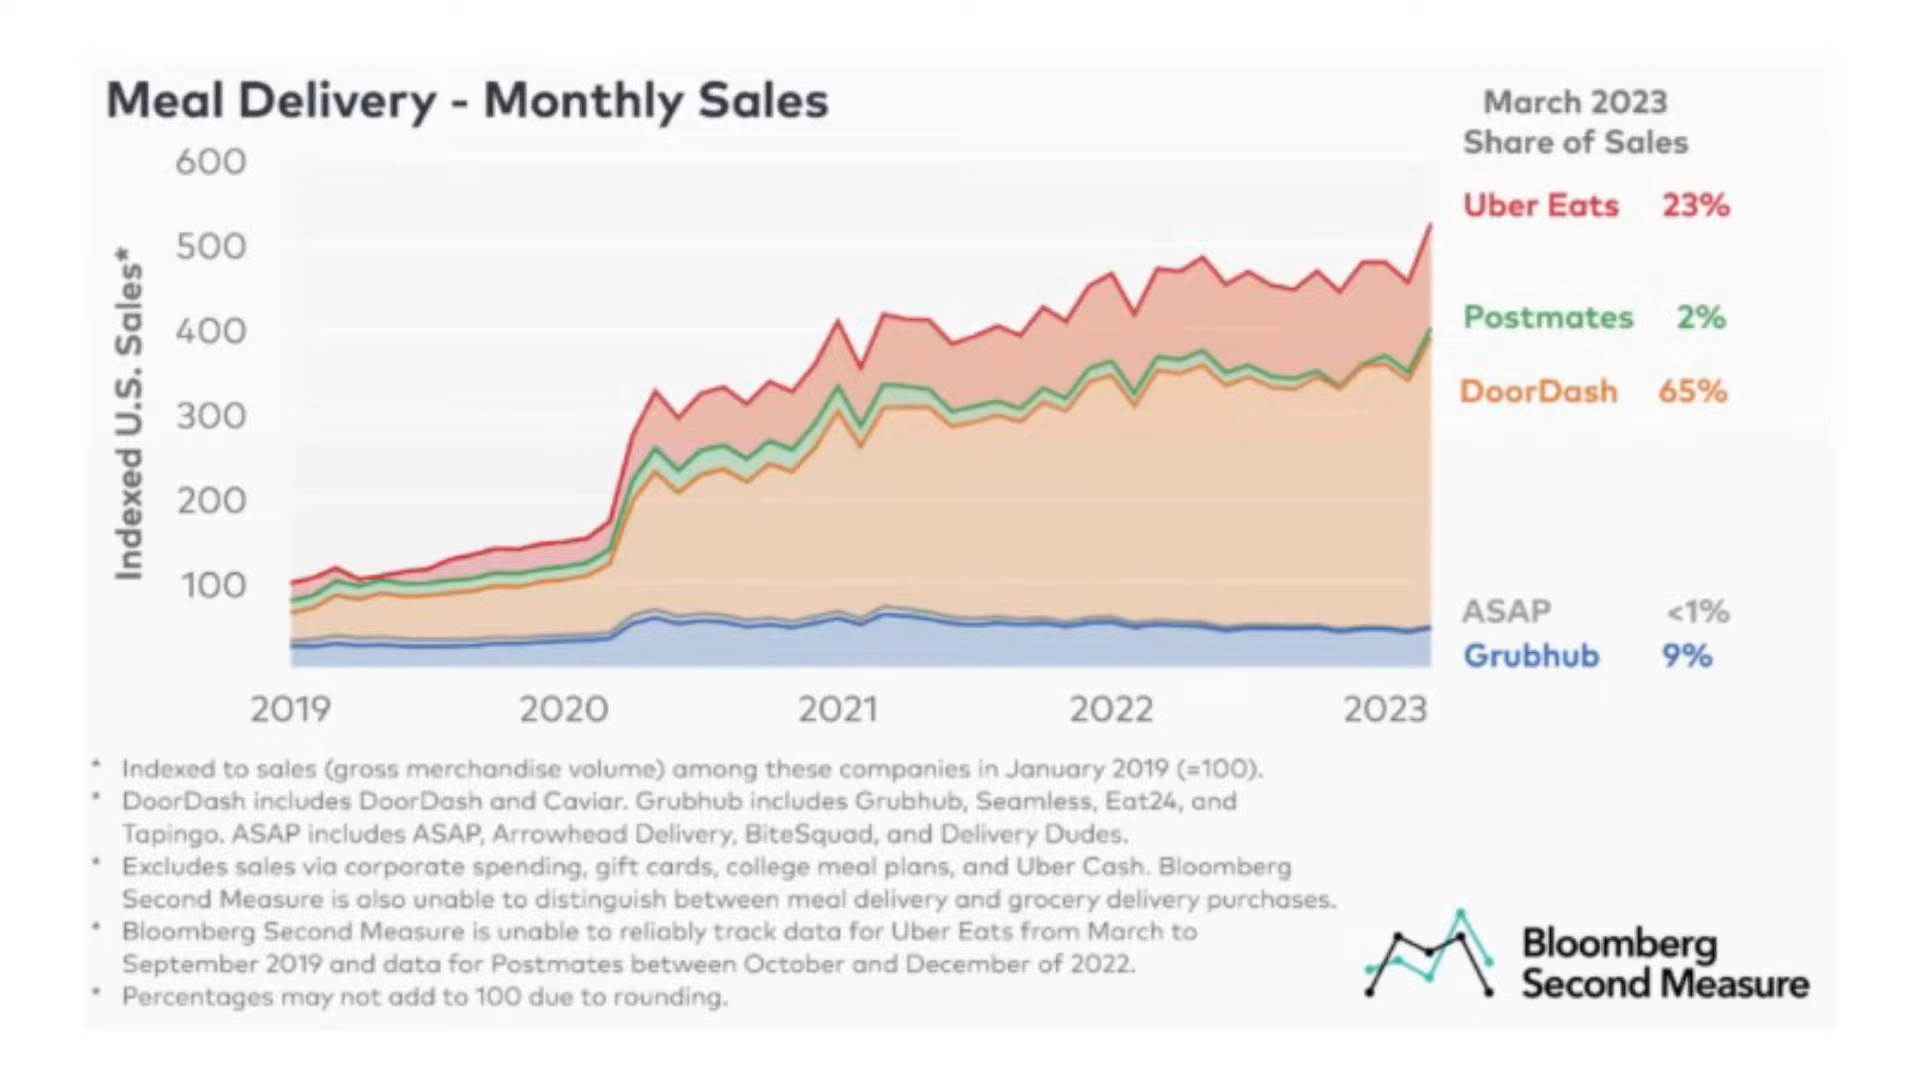 Meal Delivery - Monthly Sales
March 2023
Share of Sales
Indexed U.S. Sales*
600
500
400
300
200
100
2019 2020 2021 2022 2023
Uber Eats 23%
Postmates 2%
DoorDash 65%
ASAP <1%
Grubhub 9%
* Indexed to sales (gross merchandise volume) among these companies in January 2019 (=100).
* DoorDash includes DoorDash and Caviar. Grubhub includes Grubhub, Seamless, Eat24, and
Tapingo. ASAP includes ASAP, Arrowhead Delivery, BiteSquad, and Delivery Dudes.
* Excludes sales via corporate spending, gift cards, college meal plans, and Uber Cash. Bloomberg
Second Measure is also unable to distinguish between meal delivery and grocery delivery purchases.
* Bloomberg Second Measure is unable to reliably track data for Uber Eats from March to
September 2019 and data for Postmates between October and December of 2022.
* Percentages may not add to 100 due to rounding.
Bloomberg
Second Measure